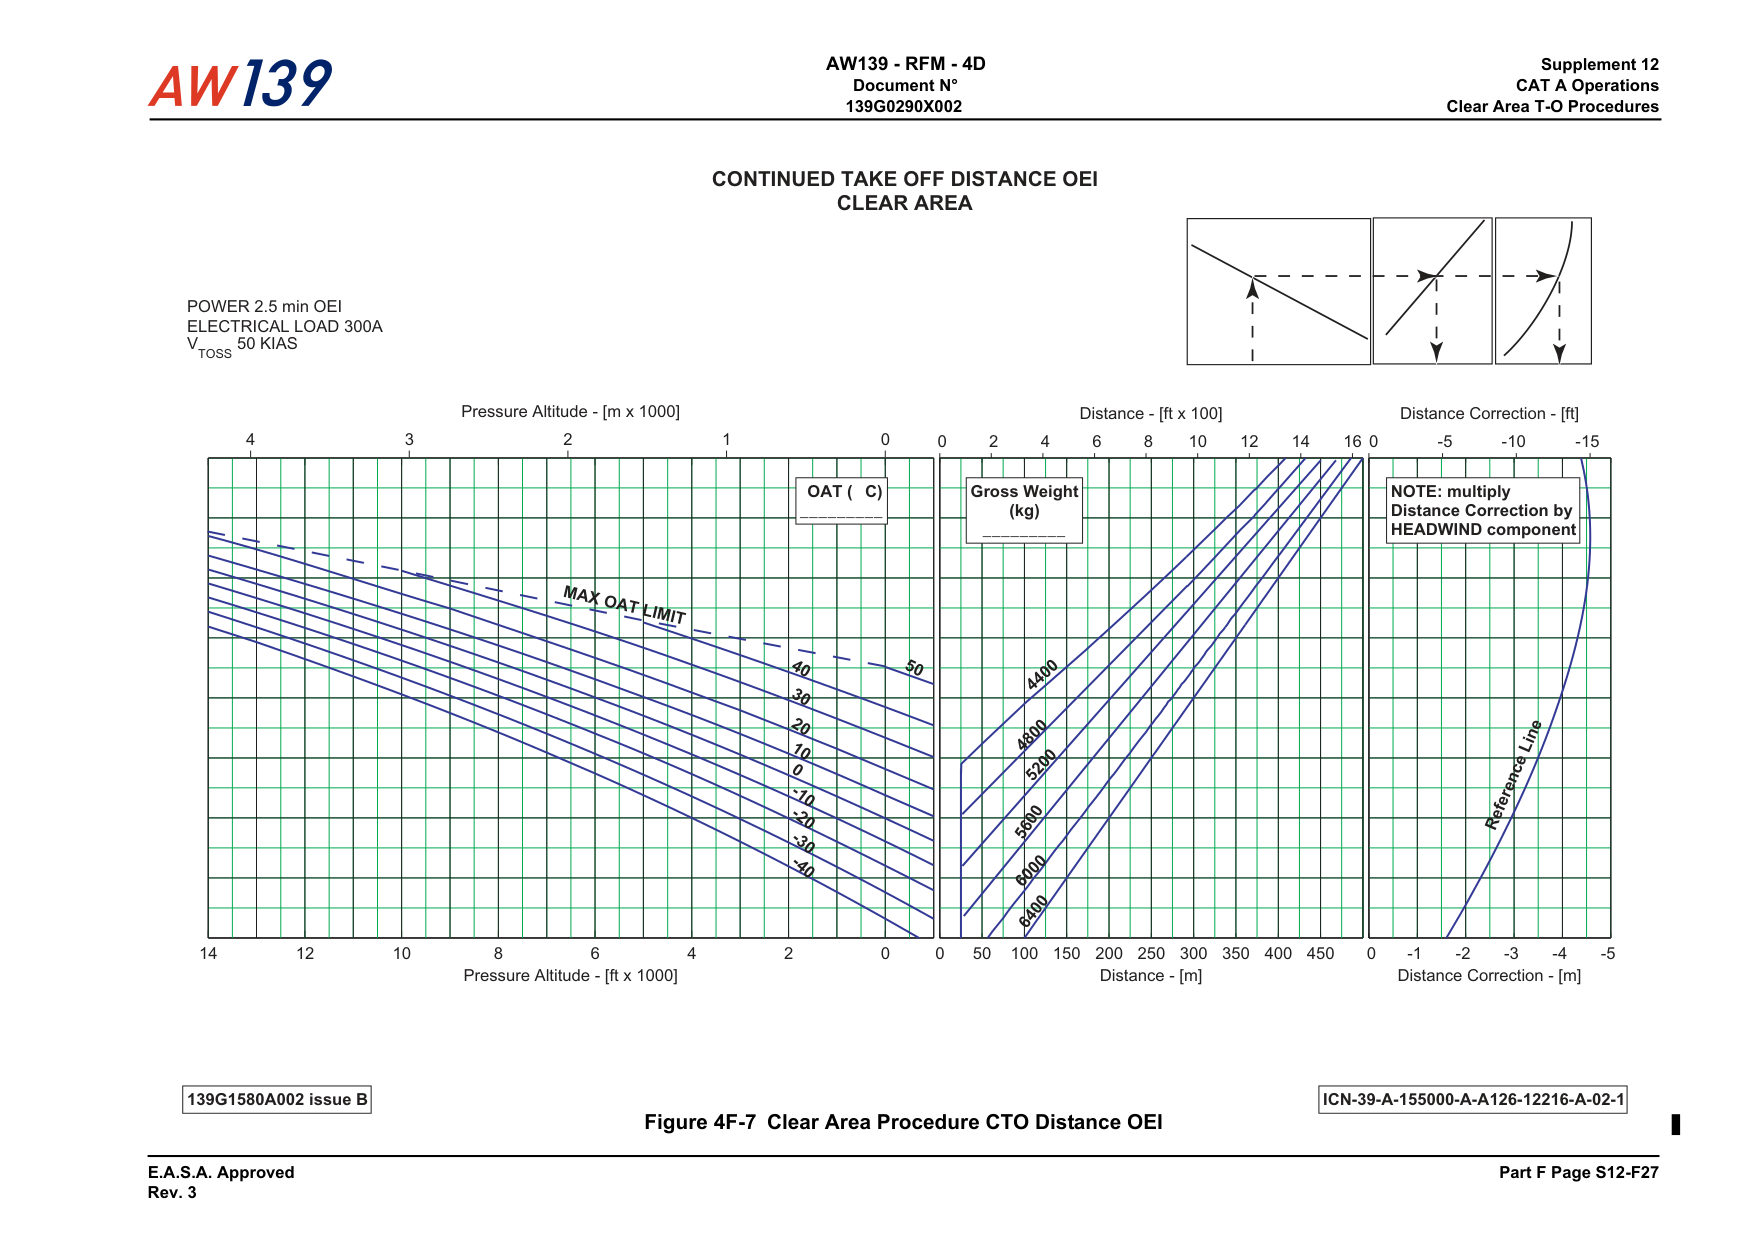 AW139
AW139 - RFM - 4D
Document N°
139G0290X002
Supplement 12
CAT A Operations
Clear Area T-O Procedures
CONTINUED TAKE OFF DISTANCE OEI
CLEAR AREA
POWER 2.5 min OEI
ELECTRICAL LOAD 300A
VTOSS 50 KIAS
Pressure Altitude - [m x 1000]
4 3 2 1 0
Distance - [ft x 100]
0 2 4 6 8 10 12 14 16
Distance Correction - [ft]
0 -5 -10 -15
OAT ( C)
_________
Gross Weight
(kg)
_________
NOTE: multiply
Distance Correction by
HEADWIND component
MAX OAT LIMIT
50
40
30
20
10
0
-10
-20
-30
-40
4400
4800
5200
5600
6000
6400
Reference Line
14 12 10 8 6 4 2 0
Pressure Altitude - [ft x 1000]
0 50 100 150 200 250 300 350 400 450
Distance - [m]
0 -1 -2 -3 -4 -5
Distance Correction - [m]
139G1580A002 issue B
ICN-39-A-155000-A-A126-12216-A-02-1
Figure 4F-7 Clear Area Procedure CTO Distance OEI
E.A.S.A. Approved
Rev. 3
Part F Page S12-F27